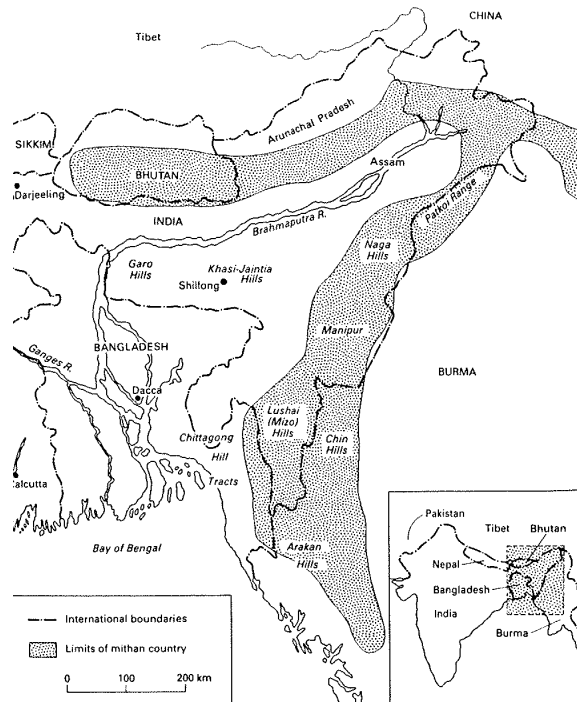 CHINA
Tibet
Arunachal Pradesh
SIKKIM
BHUTAN
Assam
Darjeeling
INDIA
Brahmaputra R.
Patkoi Range
Naga
Hills
Garo
Hills
Khasi-Jaintia
Hills
Shillong
Manipur
BANGLADESH
BURMA
Ganges R.
Dacca
Lushai
(Mizo)
Hills
Chin
Hills
Chittagong
Hill
Tracts
Calcutta
Arakan
Hills
Bay of Bengal
Pakistan
Tibet
Bhutan
Nepal
Bangladesh
India
Burma
International boundaries
Limits of mithan country
0 100 200 km